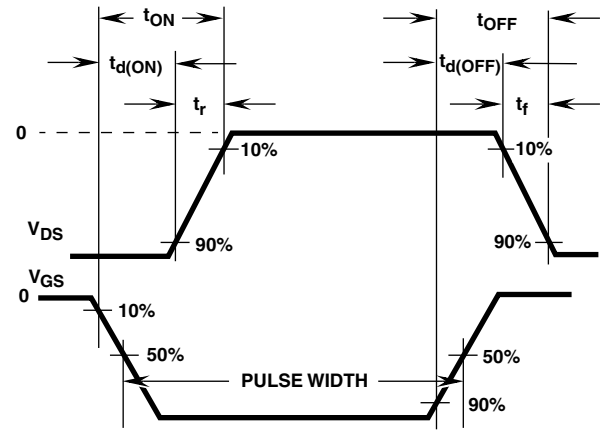 tON
tOFF
td(ON)
td(OFF)
tr
tf
0
10%
10%
VDS
90%
90%
VGS
0
10%
50%
50%
PULSE WIDTH
90%